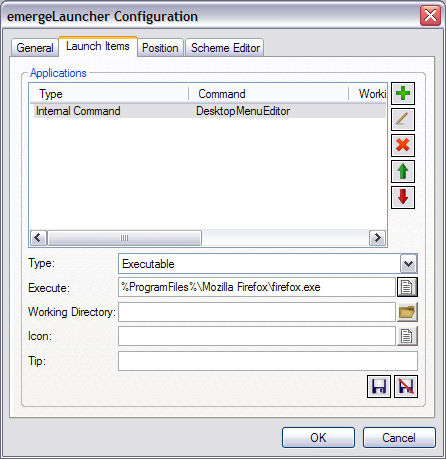 emergeLauncher Configuration
General Launch Items Position Scheme Editor
Applications
Type Command Worki
Internal Command DesktopMenuEditor
Type: Executable
Execute: %ProgramFiles%\Mozilla Firefox\firefox.exe
Working Directory:
Icon:
Tip:
OK Cancel